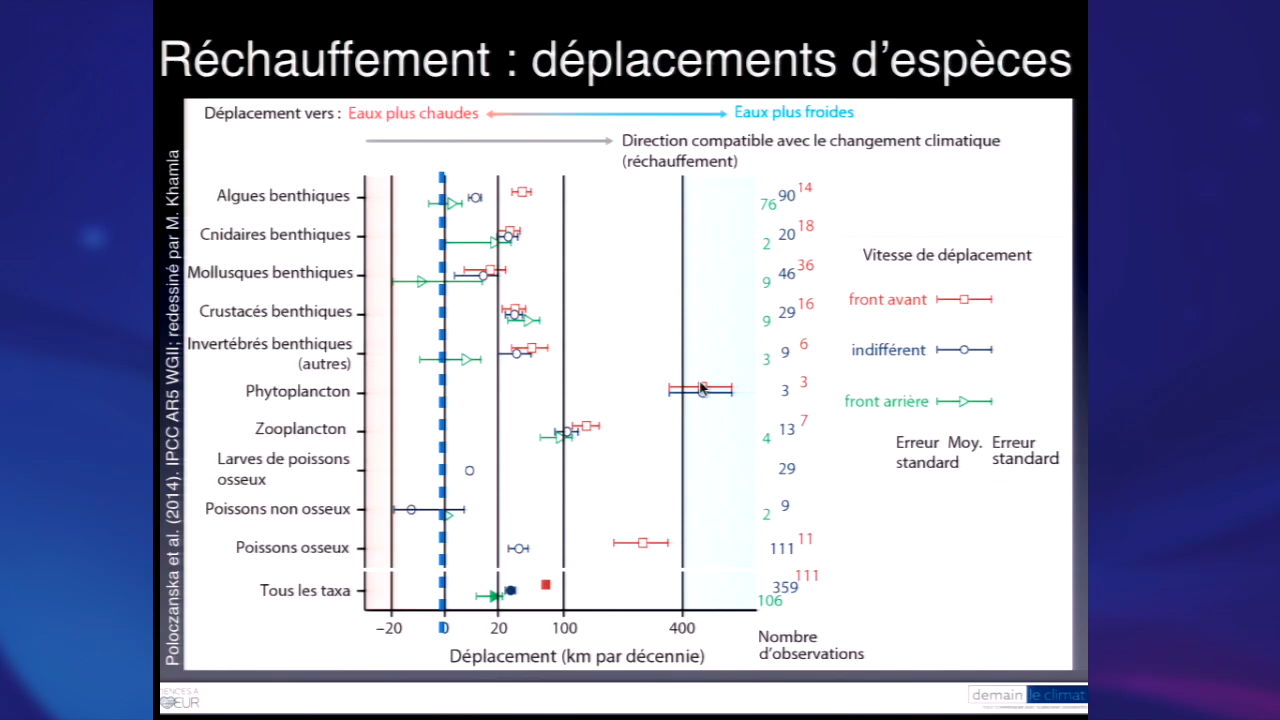 Réchauffement : déplacements d'espèces
Poloczanska et al. (2014). IPCC AR5 WGII; redessiné par M. Khamla
Déplacement vers : Eaux plus chaudes Eaux plus froides
Direction compatible avec le changement climatique
(réchauffement)
Algues benthiques 76 90 14
Cnidaires benthiques 2 20 18
Mollusques benthiques 9 46 36
Crustacés benthiques 9 29 16
Invertébrés benthiques
(autres) 3 9 6
Phytoplancton 3 3
Zooplancton 4 13 7
Larves de poissons
osseux 29
Poissons non osseux 2 9
Poissons osseux 111 11
Tous les taxa 106 359 111
Vitesse de déplacement
front avant
indifférent
front arrière
Erreur standard Moy. Erreur standard
−20 0 20 100 400
Déplacement (km par décennie)
Nombre
d'observations
demain le climat